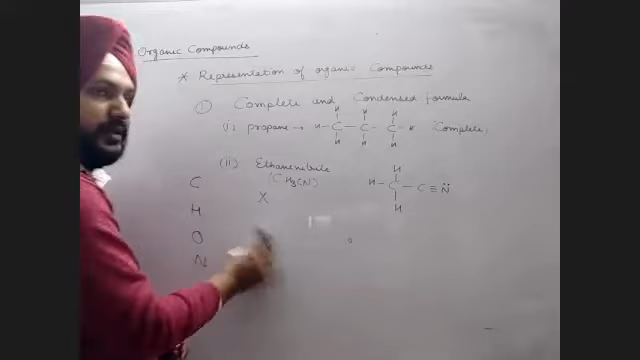 Organic Compounds
* Representation of organic Compounds
① Complete and Condensed formula
H H H
(i) propane → H - C - C - C - H Complete,
H H H
(ii) Ethanenitrile
(CH3CN)
H
H - C - C ≡ N̈
H
C
X
H
O
N